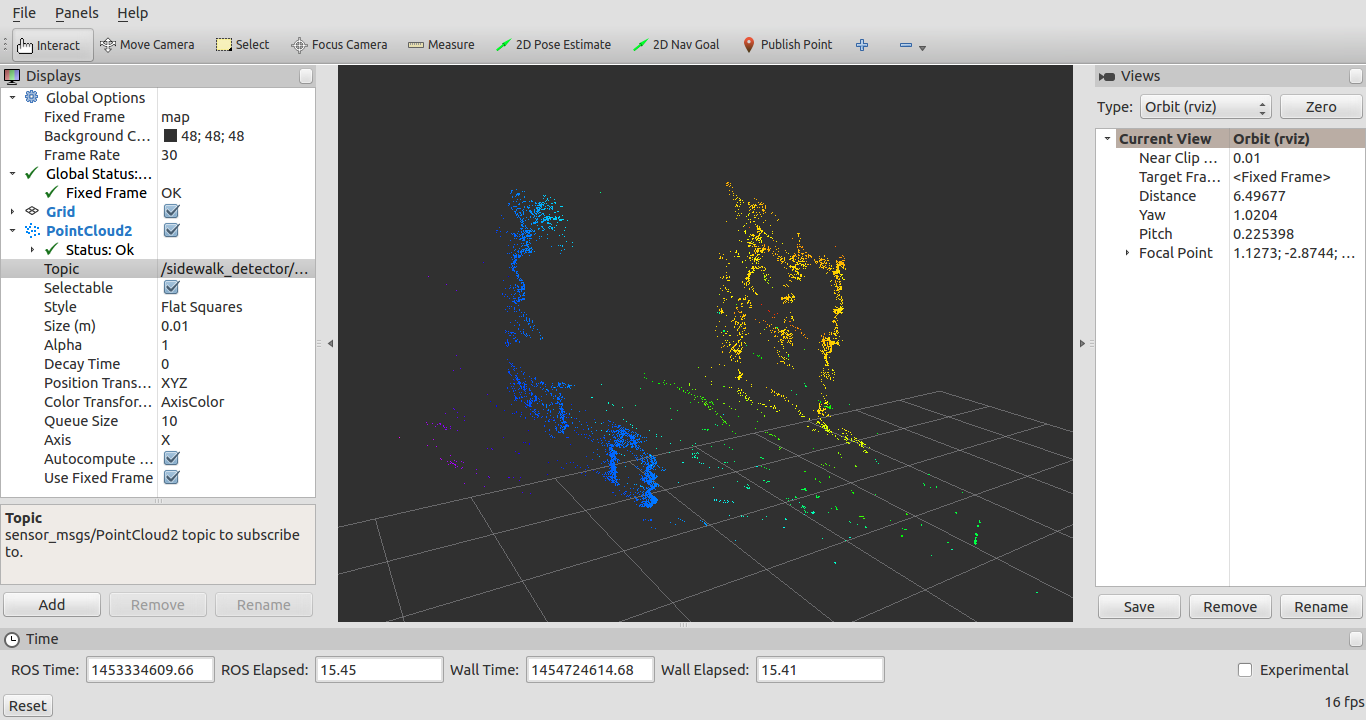 File Panels Help
Interact Move Camera Select Focus Camera Measure 2D Pose Estimate 2D Nav Goal Publish Point
Displays
Global Options
Fixed Frame map
Background C... 48; 48; 48
Frame Rate 30
Global Status:...
Fixed Frame OK
Grid
PointCloud2
Status: Ok
Topic /sidewalk_detector/...
Selectable
Style Flat Squares
Size (m) 0.01
Alpha 1
Decay Time 0
Position Trans... XYZ
Color Transfor... AxisColor
Queue Size 10
Axis X
Autocompute ...
Use Fixed Frame
Topic
sensor_msgs/PointCloud2 topic to subscribe
to.
Add Remove Rename
Views
Type: Orbit (rviz) Zero
Current View Orbit (rviz)
Near Clip ... 0.01
Target Fra... <Fixed Frame>
Distance 6.49677
Yaw 1.0204
Pitch 0.225398
Focal Point 1.1273; -2.8744; ...
Save Remove Rename
Time
ROS Time: 1453334609.66 ROS Elapsed: 15.45 Wall Time: 1454724614.68 Wall Elapsed: 15.41 Experimental
Reset 16 fps